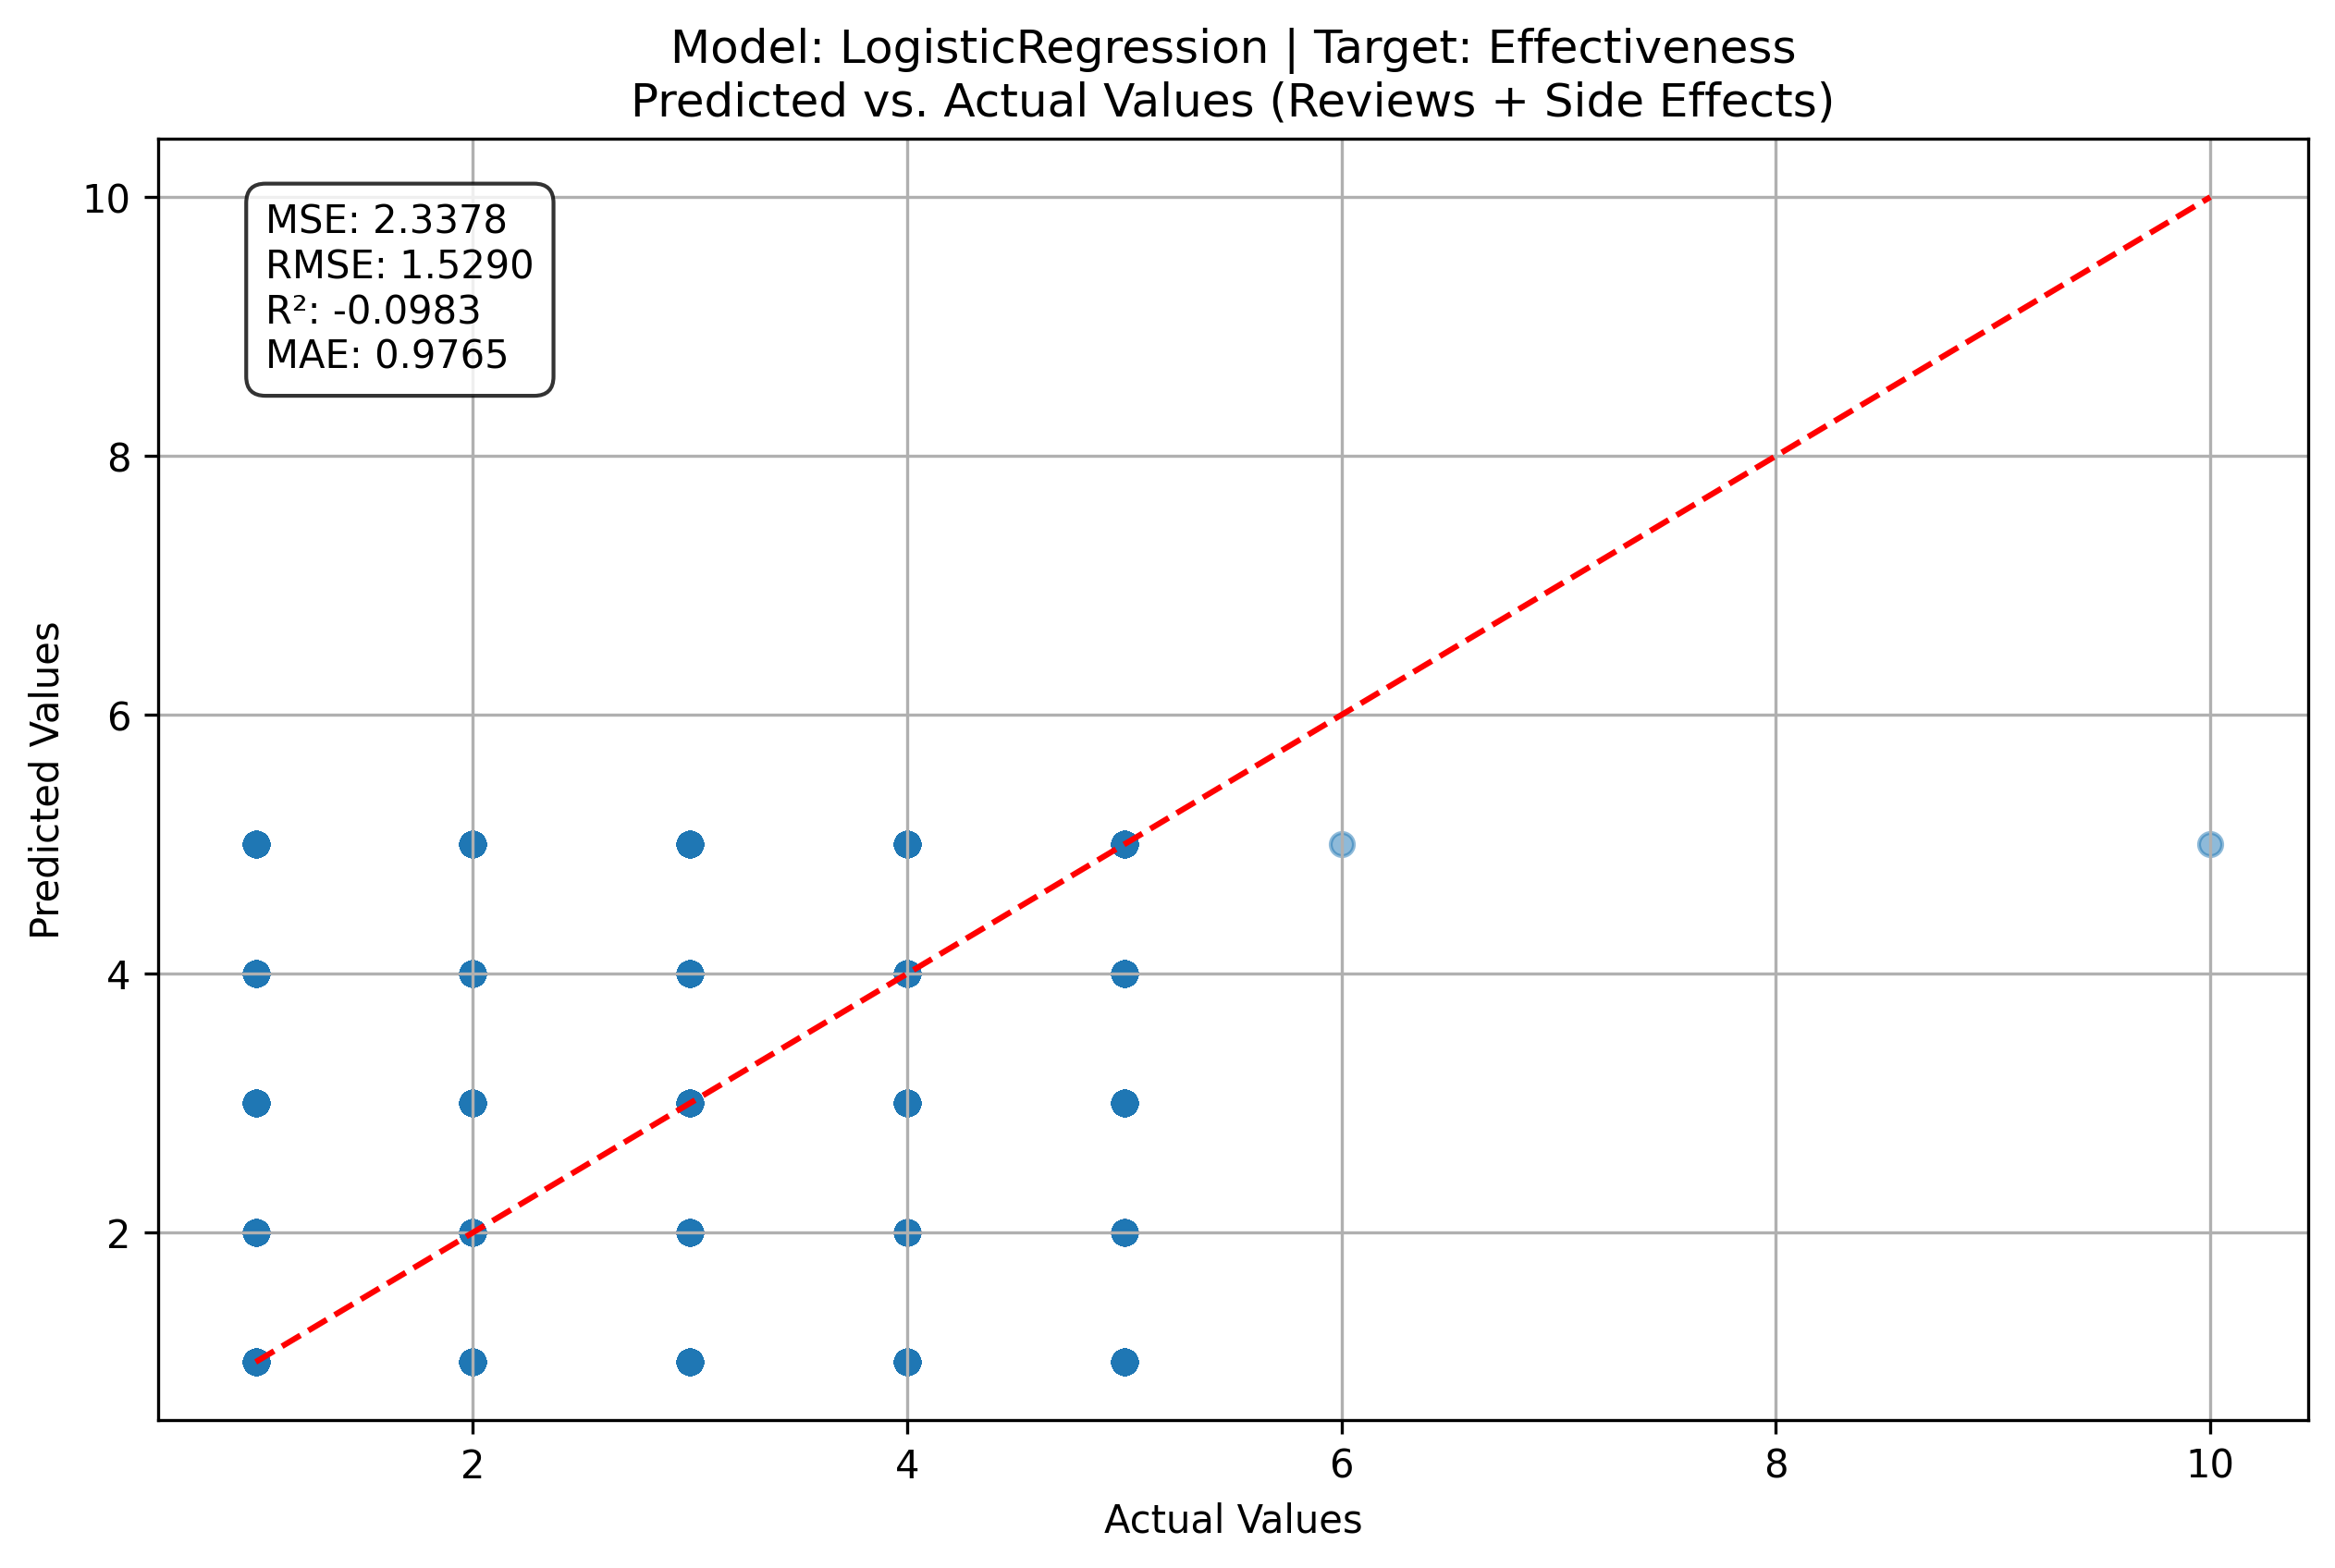 Model: LogisticRegression | Target: Effectiveness
Predicted vs. Actual Values (Reviews + Side Effects)
MSE: 2.3378
RMSE: 1.5290
R²: -0.0983
MAE: 0.9765
Predicted Values
10
8
6
4
2
2 4 6 8 10
Actual Values